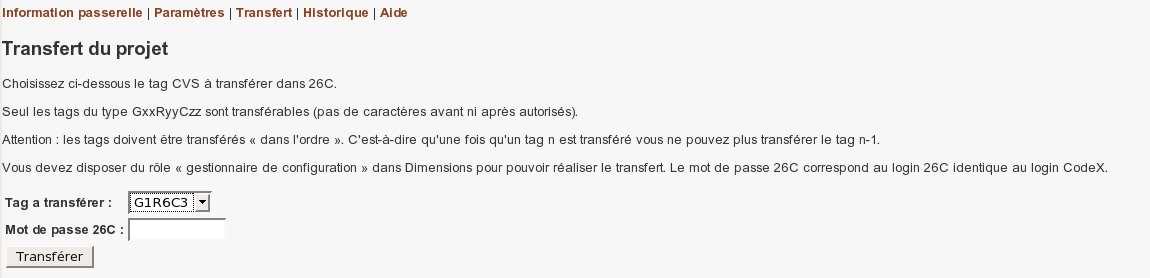 Information passerelle | Paramètres | Transfert | Historique | Aide
Transfert du projet
Choisissez ci-dessous le tag CVS à transférer dans 26C.
Seul les tags du type GxxRyyCzz sont transférables (pas de caractères avant ni après autorisés).
Attention : les tags doivent être transférés « dans l'ordre ». C'est-à-dire qu'une fois qu'un tag n est transféré vous ne pouvez plus transférer le tag n-1.
Vous devez disposer du rôle « gestionnaire de configuration » dans Dimensions pour pouvoir réaliser le transfert. Le mot de passe 26C correspond au login 26C identique au login CodeX.
Tag a transférer : G1R6C3
Mot de passe 26C :
Transférer